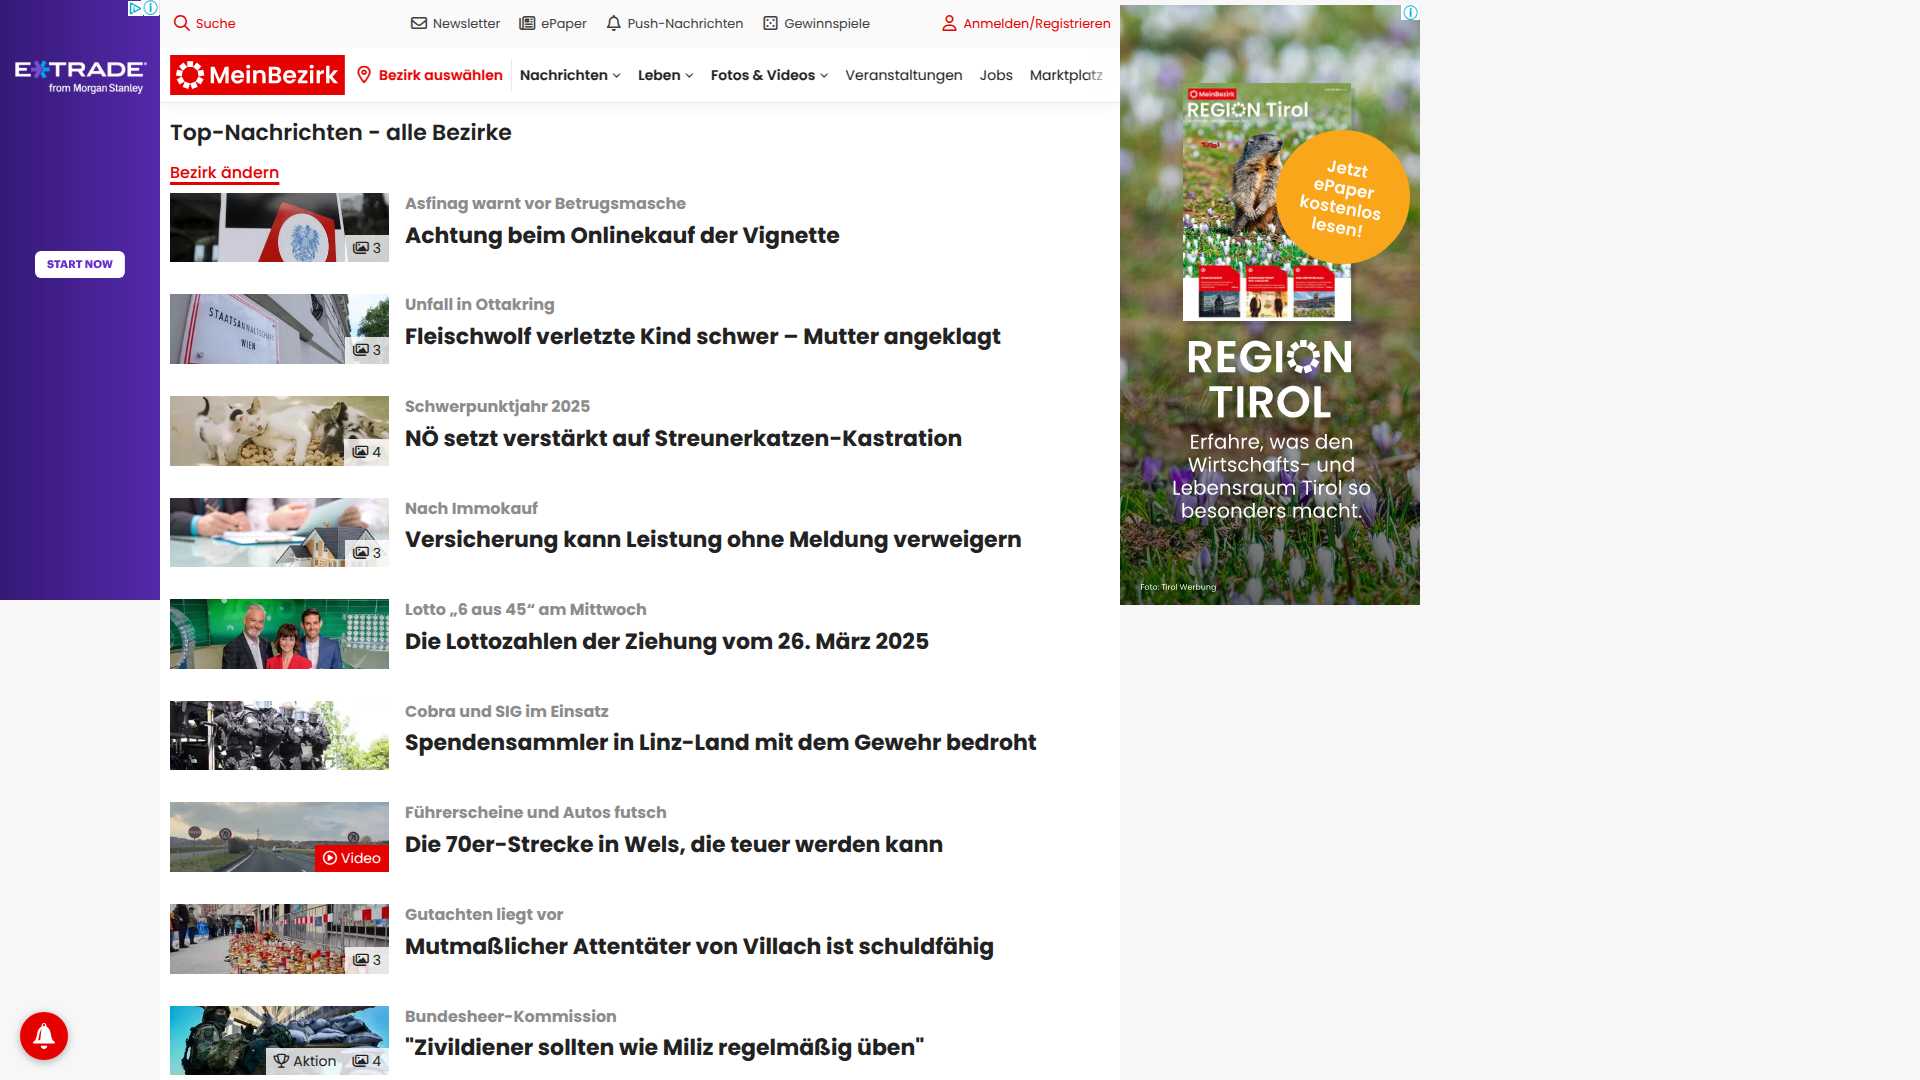 Suche
Newsletter
ePaper
Push-Nachrichten
Gewinnspiele
Anmelden/Registrieren
MeinBezirk
Bezirk auswählen
Nachrichten
Leben
Fotos & Videos
Veranstaltungen
Jobs
Marktplatz
E*TRADE
from Morgan Stanley
START NOW
Top-Nachrichten - alle Bezirke
Bezirk ändern
3
Asfinag warnt vor Betrugsmasche
Achtung beim Onlinekauf der Vignette
STAATSANWALTSCHAFT
WIEN
3
Unfall in Ottakring
Fleischwolf verletzte Kind schwer – Mutter angeklagt
4
Schwerpunktjahr 2025
NÖ setzt verstärkt auf Streunerkatzen-Kastration
3
Nach Immokauf
Versicherung kann Leistung ohne Meldung verweigern
Lotto „6 aus 45“ am Mittwoch
Die Lottozahlen der Ziehung vom 26. März 2025
Cobra und SIG im Einsatz
Spendensammler in Linz-Land mit dem Gewehr bedroht
Video
Führerscheine und Autos futsch
Die 70er-Strecke in Wels, die teuer werden kann
3
Gutachten liegt vor
Mutmaßlicher Attentäter von Villach ist schuldfähig
Aktion
4
Bundesheer-Kommission
"Zivildiener sollten wie Miliz regelmäßig üben"
MeinBezirk
REGION Tirol
Tirol
Jetzt
ePaper
kostenlos
lesen!
REGION
TIROL
Erfahre, was den
Wirtschafts- und
Lebensraum Tirol so
besonders macht.
Foto: Tirol Werbung